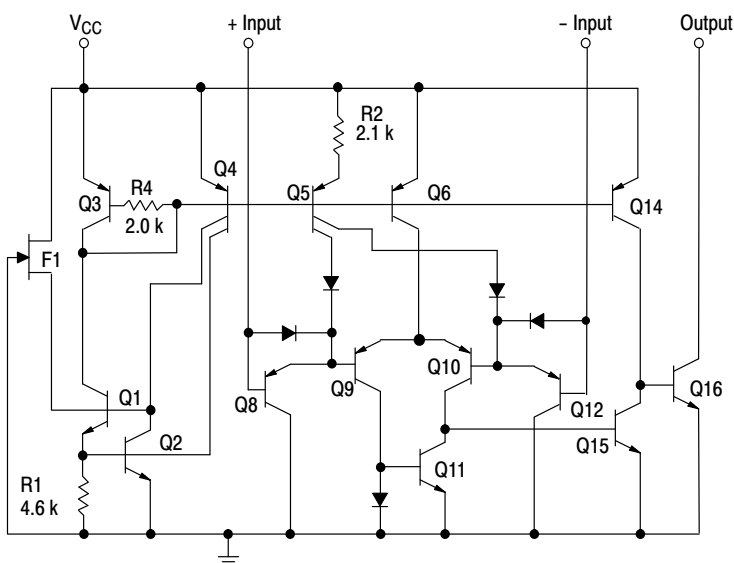 VCC
+ Input
– Input
Output
R2
2.1 k
Q4
Q3
R4
2.0 k
Q5
Q6
Q14
F1
Q1
Q2
Q8
Q9
Q10
Q12
Q16
Q11
Q15
R1
4.6 k